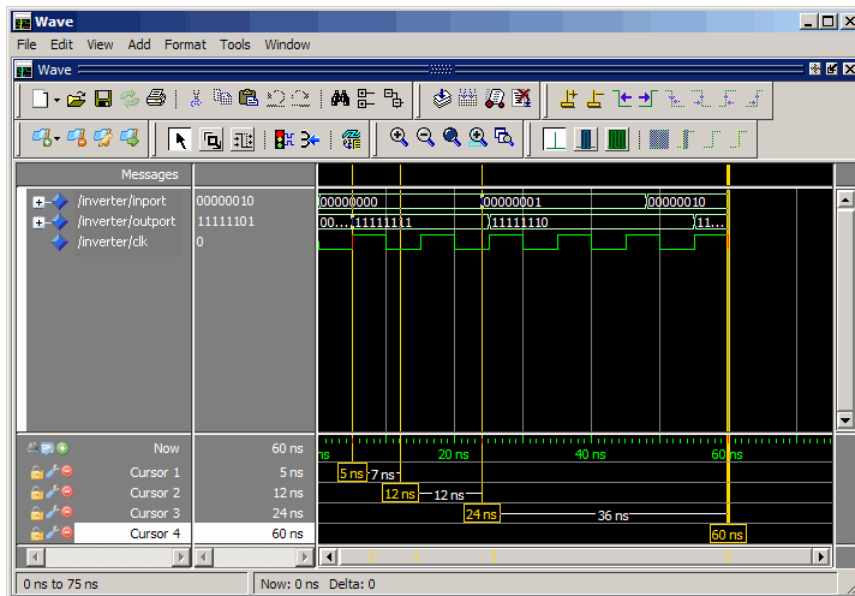 Wave
File Edit View Add Format Tools Window
Wave
Messages
/inverter/inport 00000010 00000000 00000001 00000010
/inverter/outport 11111101 00... 11111111 11111110 11...
/inverter/clk 0
Now 60 ns ns 20 ns 40 ns 60 ns
Cursor 1 5 ns 5 ns 7 ns
Cursor 2 12 ns 12 ns 12 ns
Cursor 3 24 ns 24 ns 36 ns
Cursor 4 60 ns 60 ns
0 ns to 75 ns Now: 0 ns Delta: 0